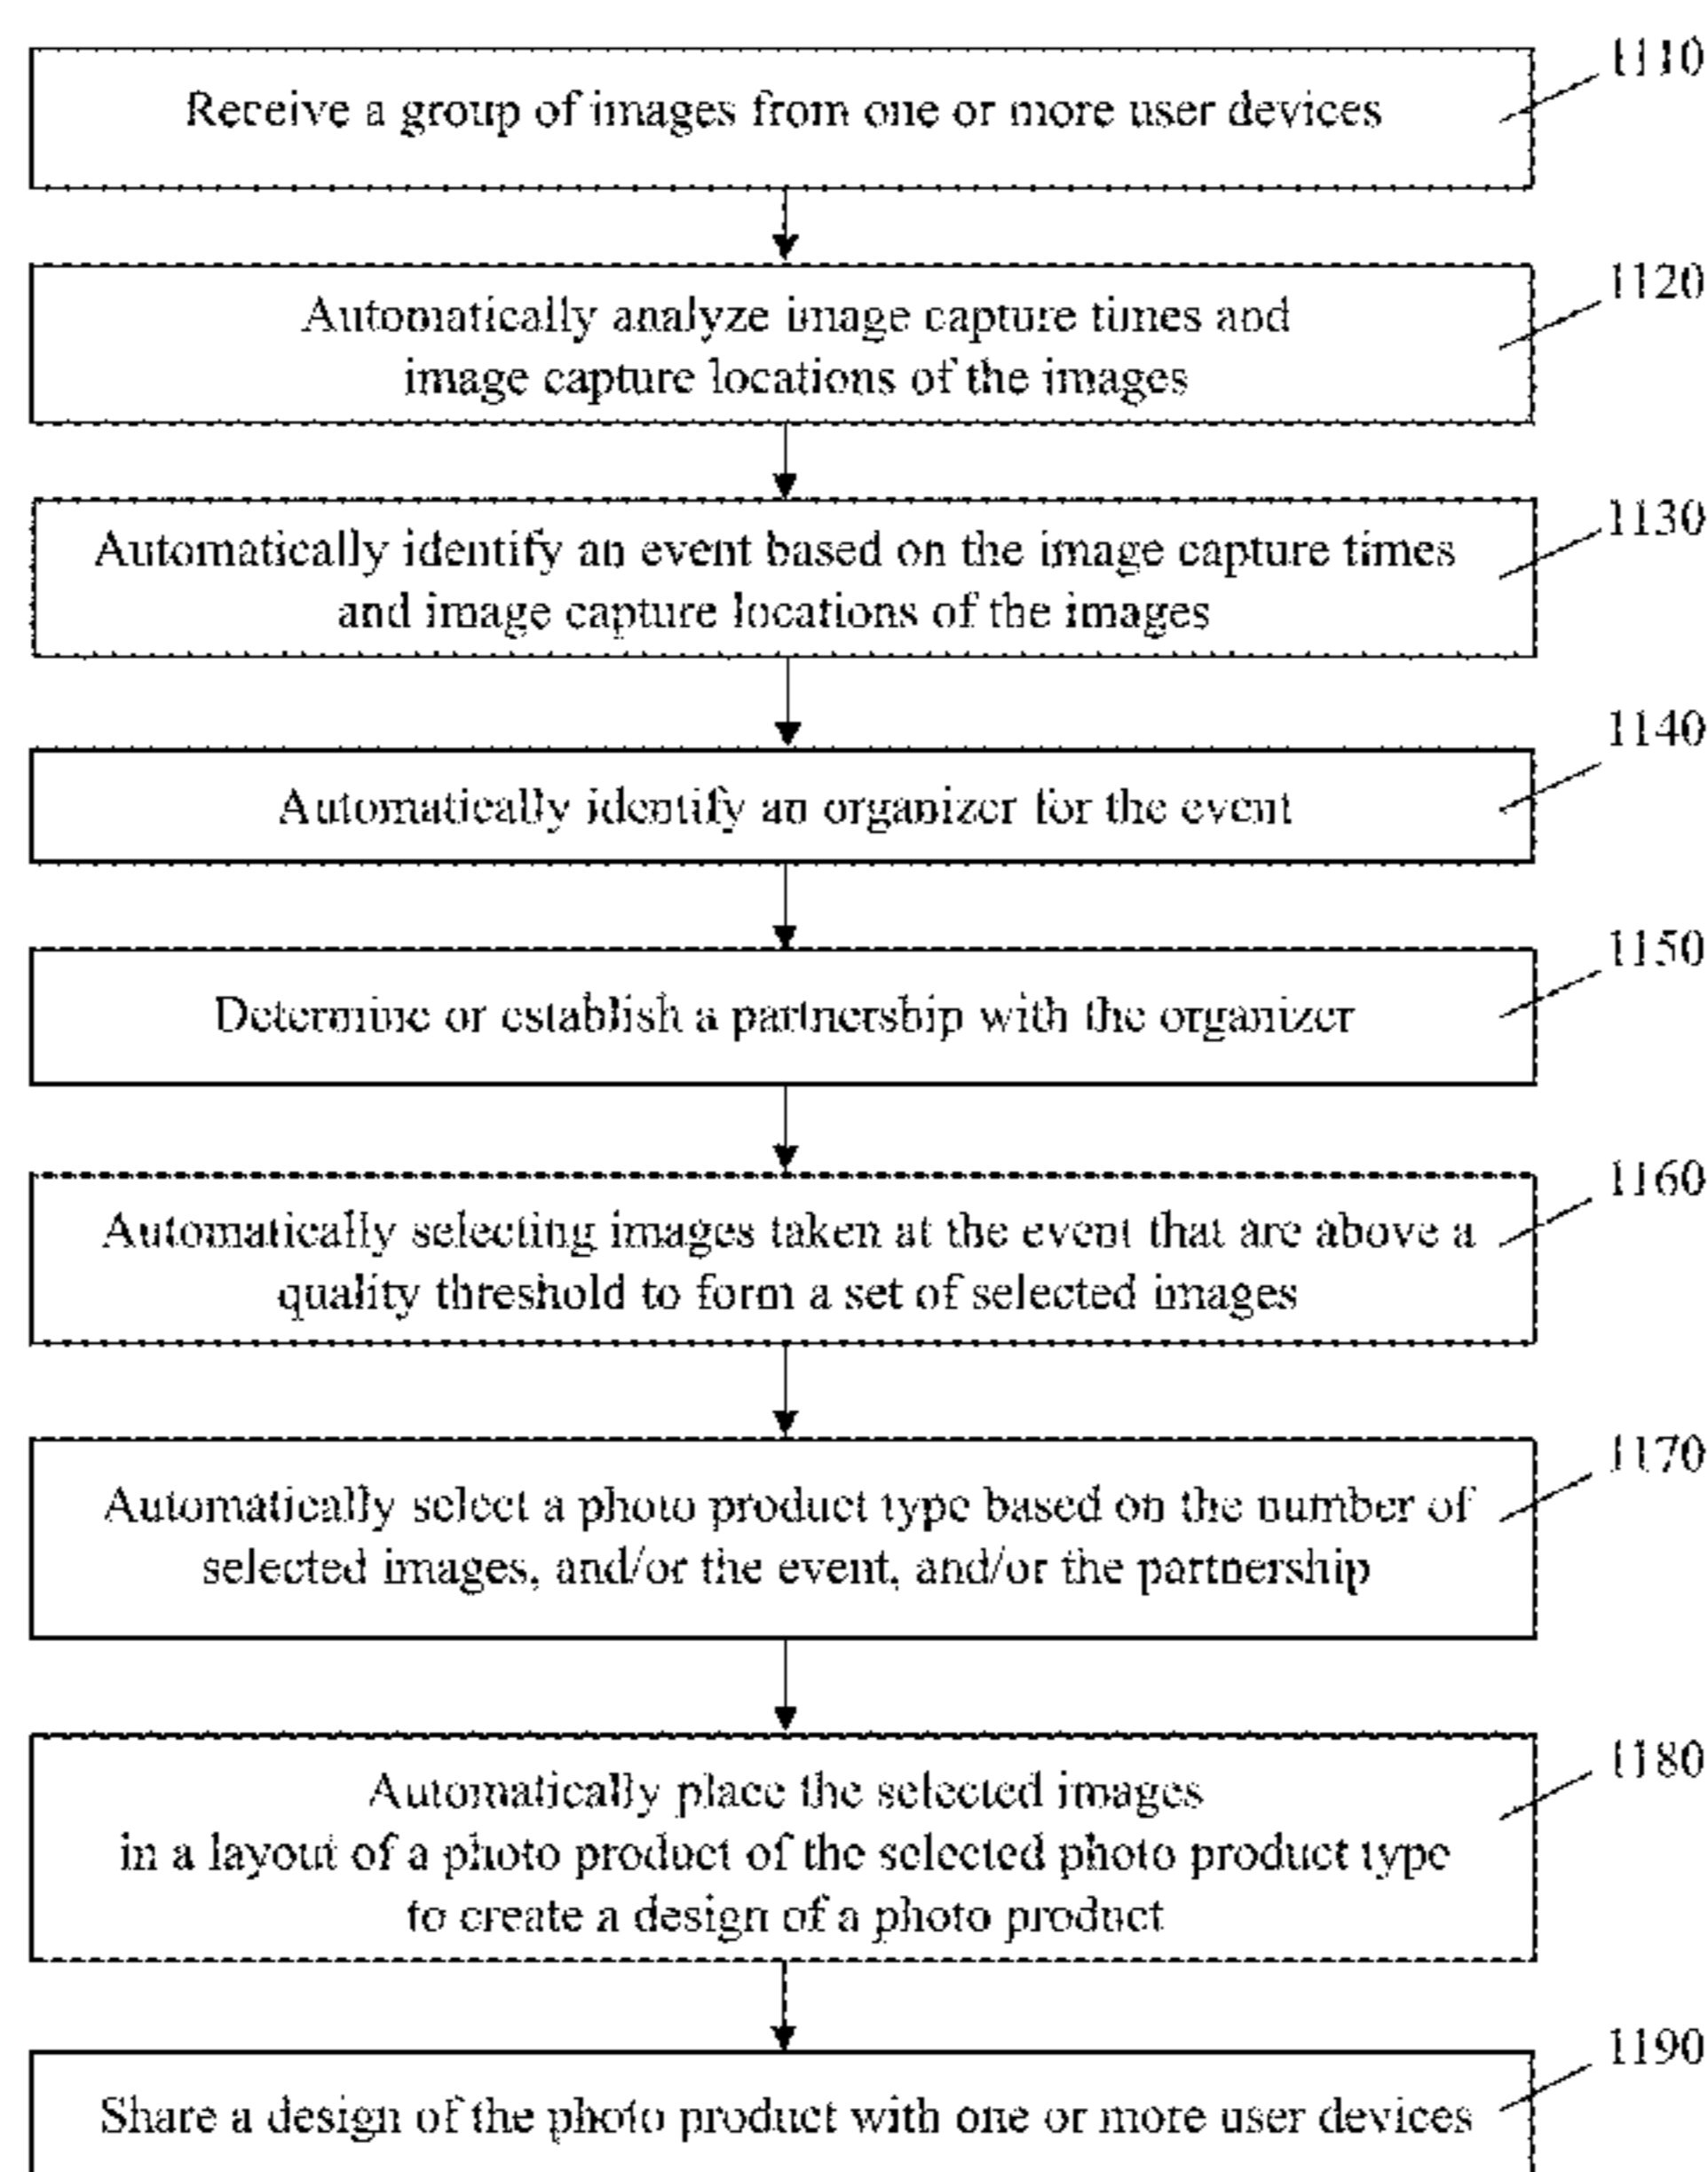 1110
Receive a group of images from one or more user devices
1120
Automatically analyze image capture times and
image capture locations of the images
1130
Automatically identify an event based on the image capture times
and image capture locations of the images
1140
Automatically identify an organizer for the event
1150
Determine or establish a partnership with the organizer
1160
Automatically selecting images taken at the event that are above a
quality threshold to form a set of selected images
1170
Automatically select a photo product type based on the number of
selected images, and/or the event, and/or the partnership
1180
Automatically place the selected images
in a layout of a photo product of the selected photo product type
to create a design of a photo product
1190
Share a design of the photo product with one or more user devices